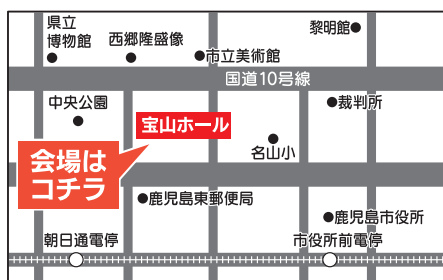 県立
博物館
西郷隆盛像
市立美術館
黎明館
国道10号線
中央公園
宝山ホール
裁判所
名山小
会場は
コチラ
鹿児島東郵便局
鹿児島市役所
朝日通電停
市役所前電停